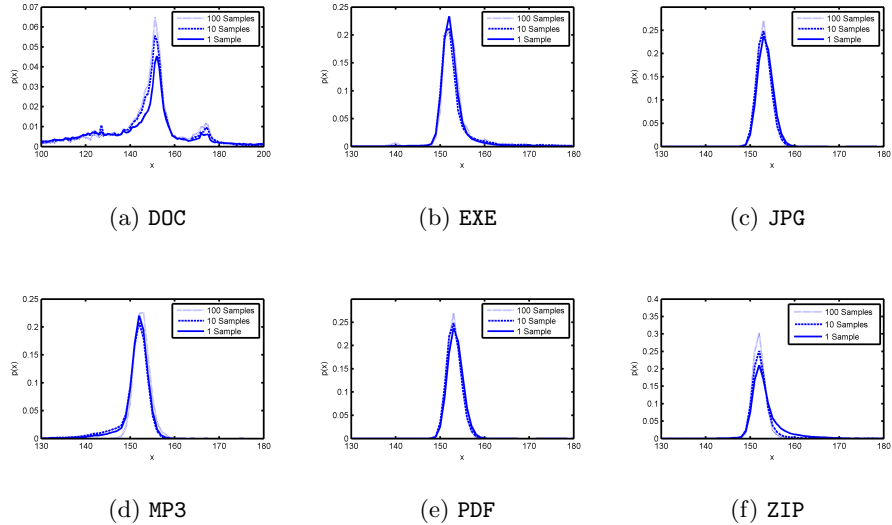 0.07
0.06
0.05
0.04
0.03
0.02
0.01
0
p(x)
100 120 140 160 180 200
x
100 Samples
10 Samples
1 Sample
(a) DOC
0.25
0.2
0.15
0.1
0.05
0
p(x)
130 140 150 160 170 180
x
100 Samples
10 Samples
1 Sample
(b) EXE
0.25
0.2
0.15
0.1
0.05
0
p(x)
130 140 150 160 170 180
x
100 Samples
10 Samples
1 Sample
(c) JPG
0.25
0.2
0.15
0.1
0.05
0
p(x)
130 140 150 160 170 180
x
100 Samples
10 Samples
1 Sample
(d) MP3
0.25
0.2
0.15
0.1
0.05
0
p(x)
130 140 150 160 170 180
x
100 Samples
10 Samples
1 Sample
(e) PDF
0.4
0.35
0.3
0.25
0.2
0.15
0.1
0.05
0
p(x)
130 140 150 160 170 180
x
100 Samples
10 Samples
1 Sample
(f) ZIP